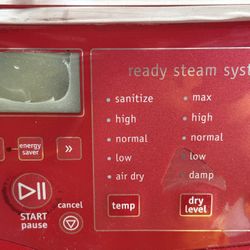 ready steam syst
sanitize
max
high
high
normal
normal
low
low
air dry
damp
energy
saver
»
START
pause
cancel
temp
dry
level